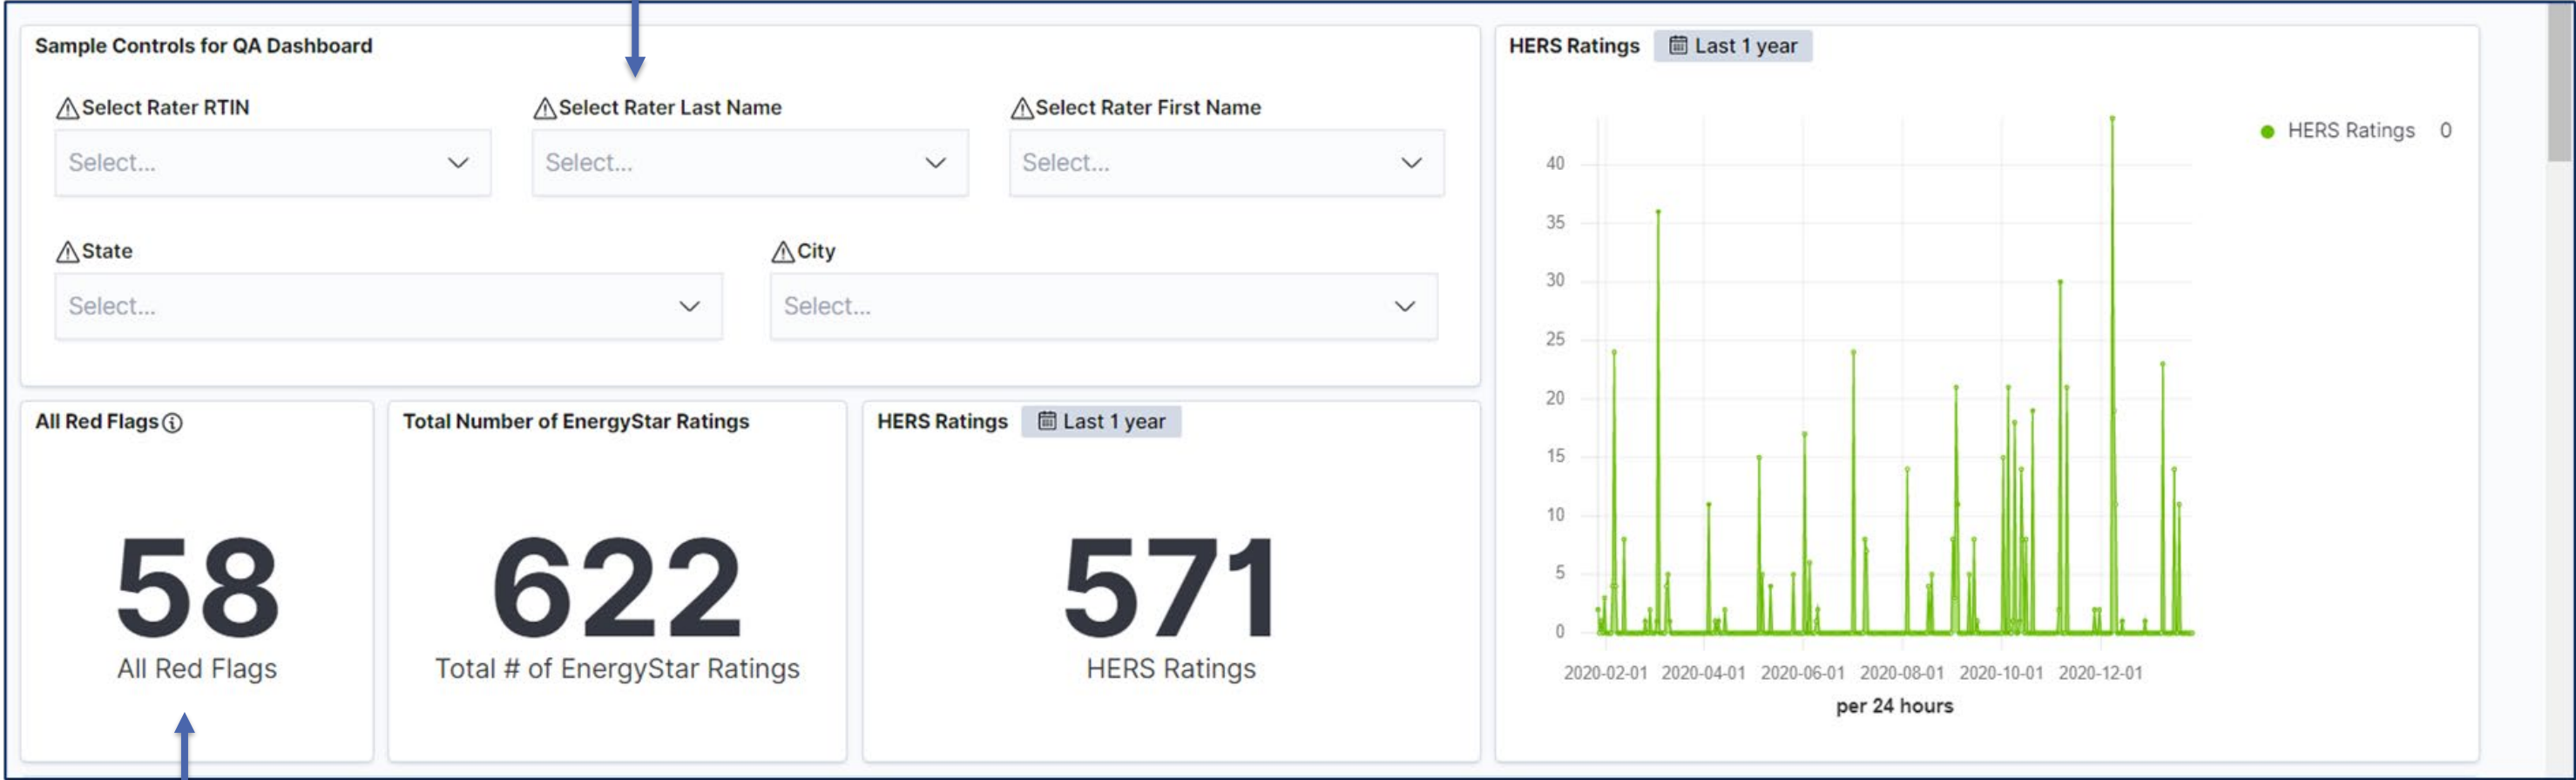 Sample Controls for QA Dashboard
Select Rater RTIN
Select Rater Last Name
Select Rater First Name
Select...
Select...
Select...
State
City
Select...
Select...
All Red Flags
58
All Red Flags
Total Number of EnergyStar Ratings
622
Total # of EnergyStar Ratings
HERS Ratings Last 1 year
571
HERS Ratings
HERS Ratings Last 1 year
HERS Ratings 0
40
35
30
25
20
15
10
5
0
2020-02-01 2020-04-01 2020-06-01 2020-08-01 2020-10-01 2020-12-01
per 24 hours